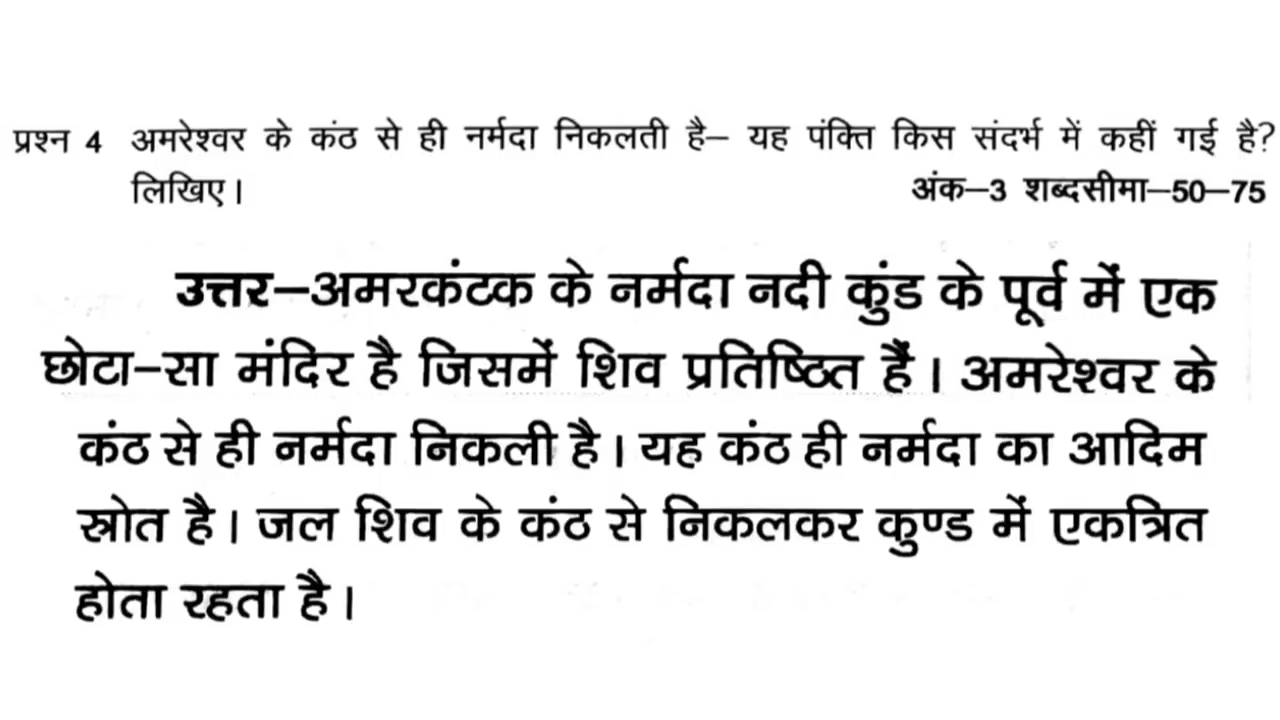 प्रश्न 4 अमरेश्वर के कंठ से ही नर्मदा निकलती है– यह पंक्ति किस संदर्भ में कहीं गई है?
लिखिए। अंक–3 शब्दसीमा–50–75
उत्तर–अमरकंटक के नर्मदा नदी कुंड के पूर्व में एक
छोटा–सा मंदिर है जिसमें शिव प्रतिष्ठित हैं। अमरेश्वर के
कंठ से ही नर्मदा निकली है। यह कंठ ही नर्मदा का आदिम
स्रोत है। जल शिव के कंठ से निकलकर कुण्ड में एकत्रित
होता रहता है।